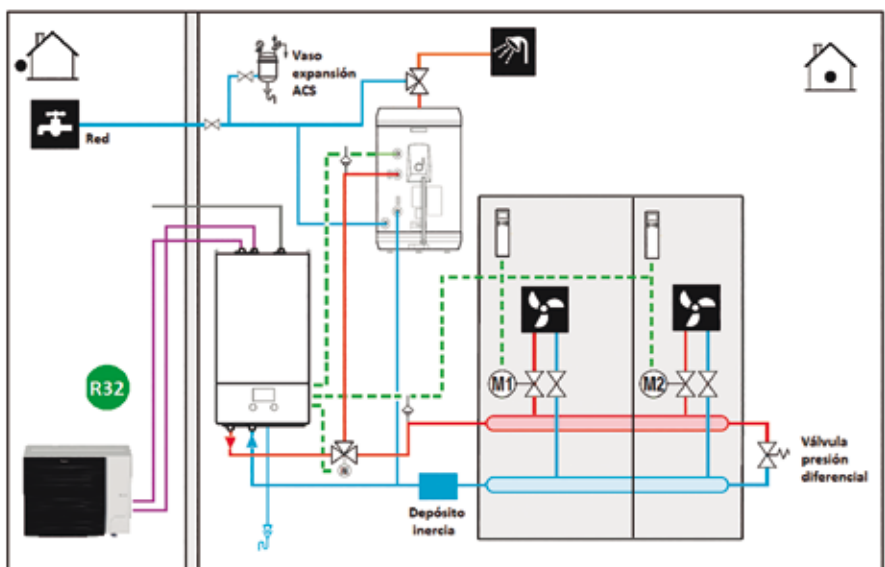 Vaso
expansión
ACS
Red
R32
M1
M2
Válvula
presión
diferencial
Depósito
inercia